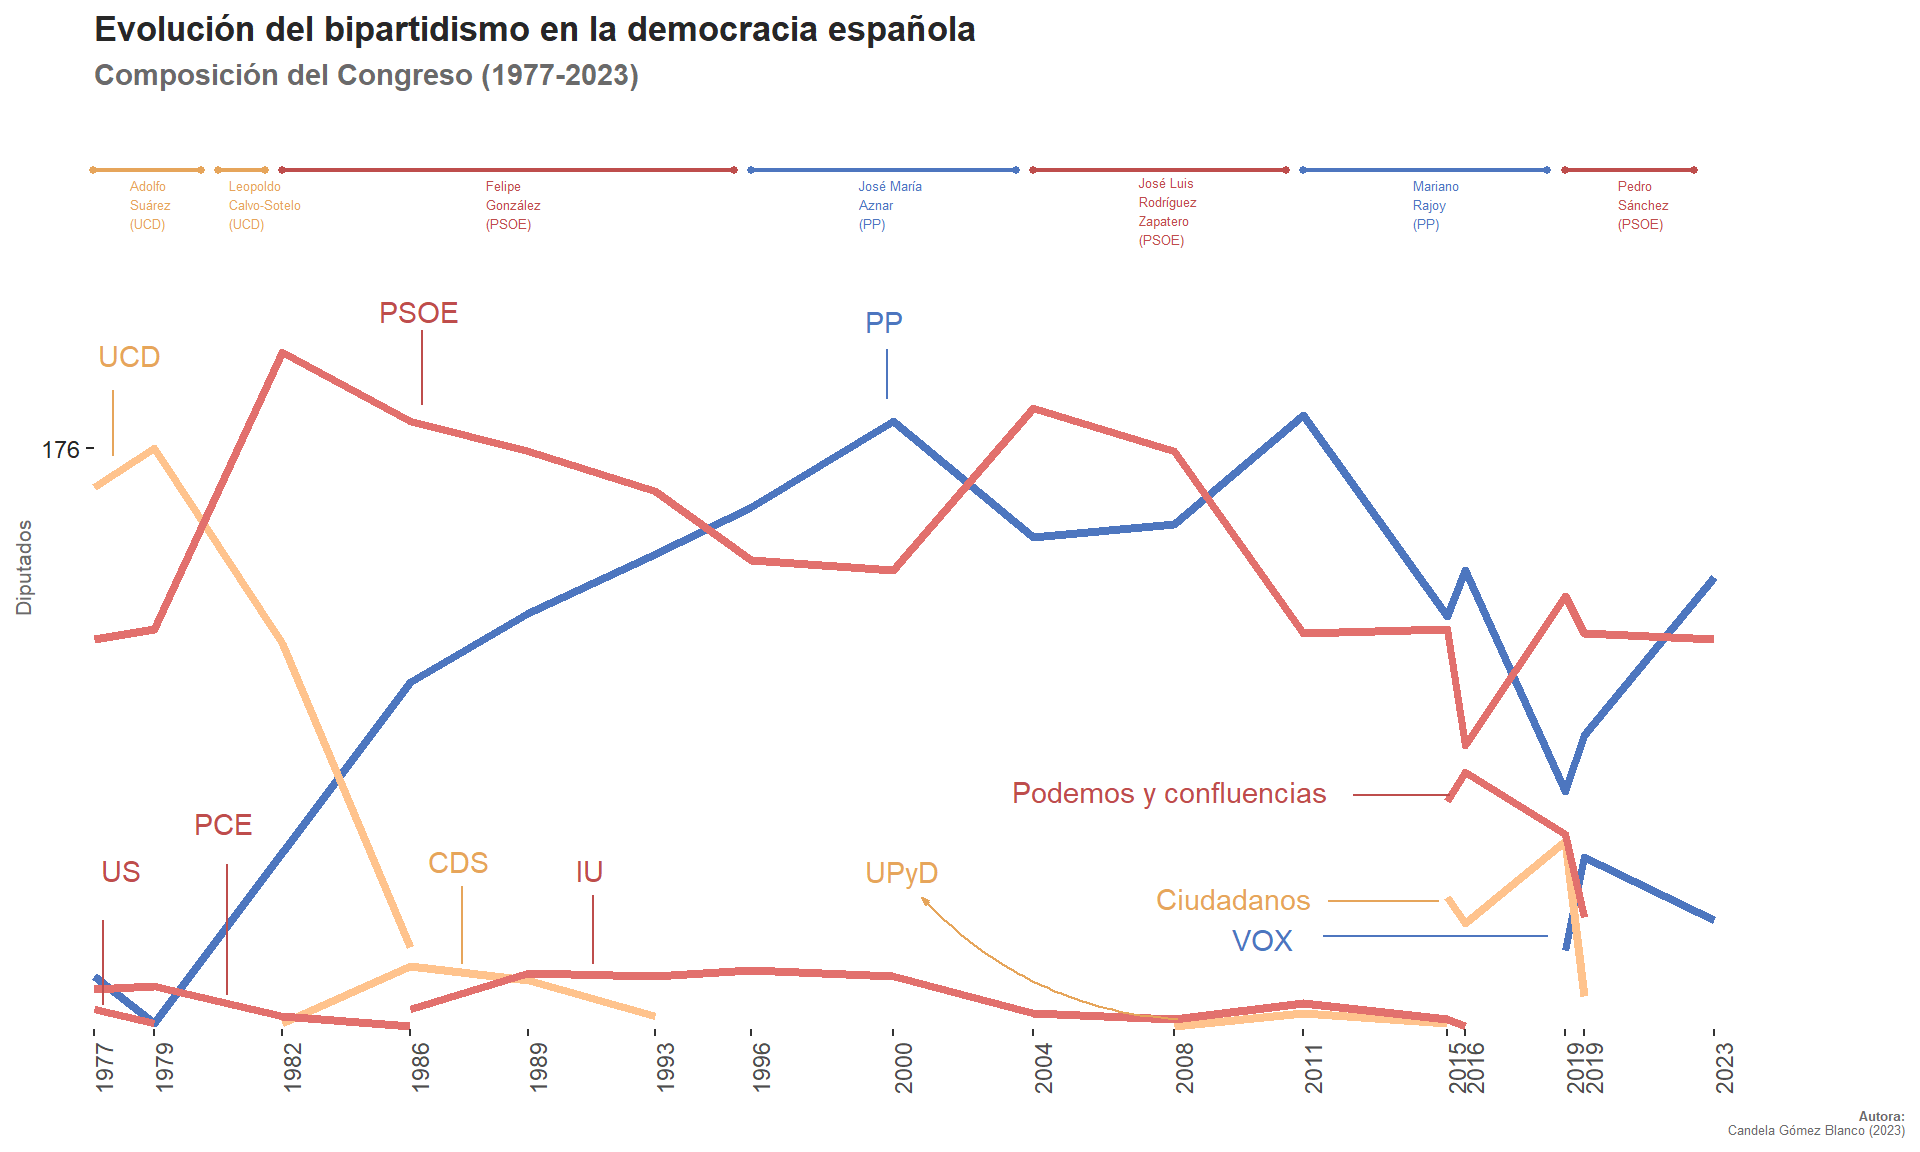 Evolución del bipartidismo en la democracia española
Composición del Congreso (1977-2023)
Adolfo
Suárez
(UCD)
Leopoldo
Calvo-Sotelo
(UCD)
Felipe
González
(PSOE)
José María
Aznar
(PP)
José Luis
Rodríguez
Zapatero
(PSOE)
Mariano
Rajoy
(PP)
Pedro
Sánchez
(PSOE)
PSOE
PP
UCD
176
Diputados
Podemos y confluencias
PCE
US
CDS
IU
UPyD
Ciudadanos
VOX
1977
1979
1982
1986
1989
1993
1996
2000
2004
2008
2011
2015
2016
2019
2019
2023
Autora:
Candela Gómez Blanco (2023)